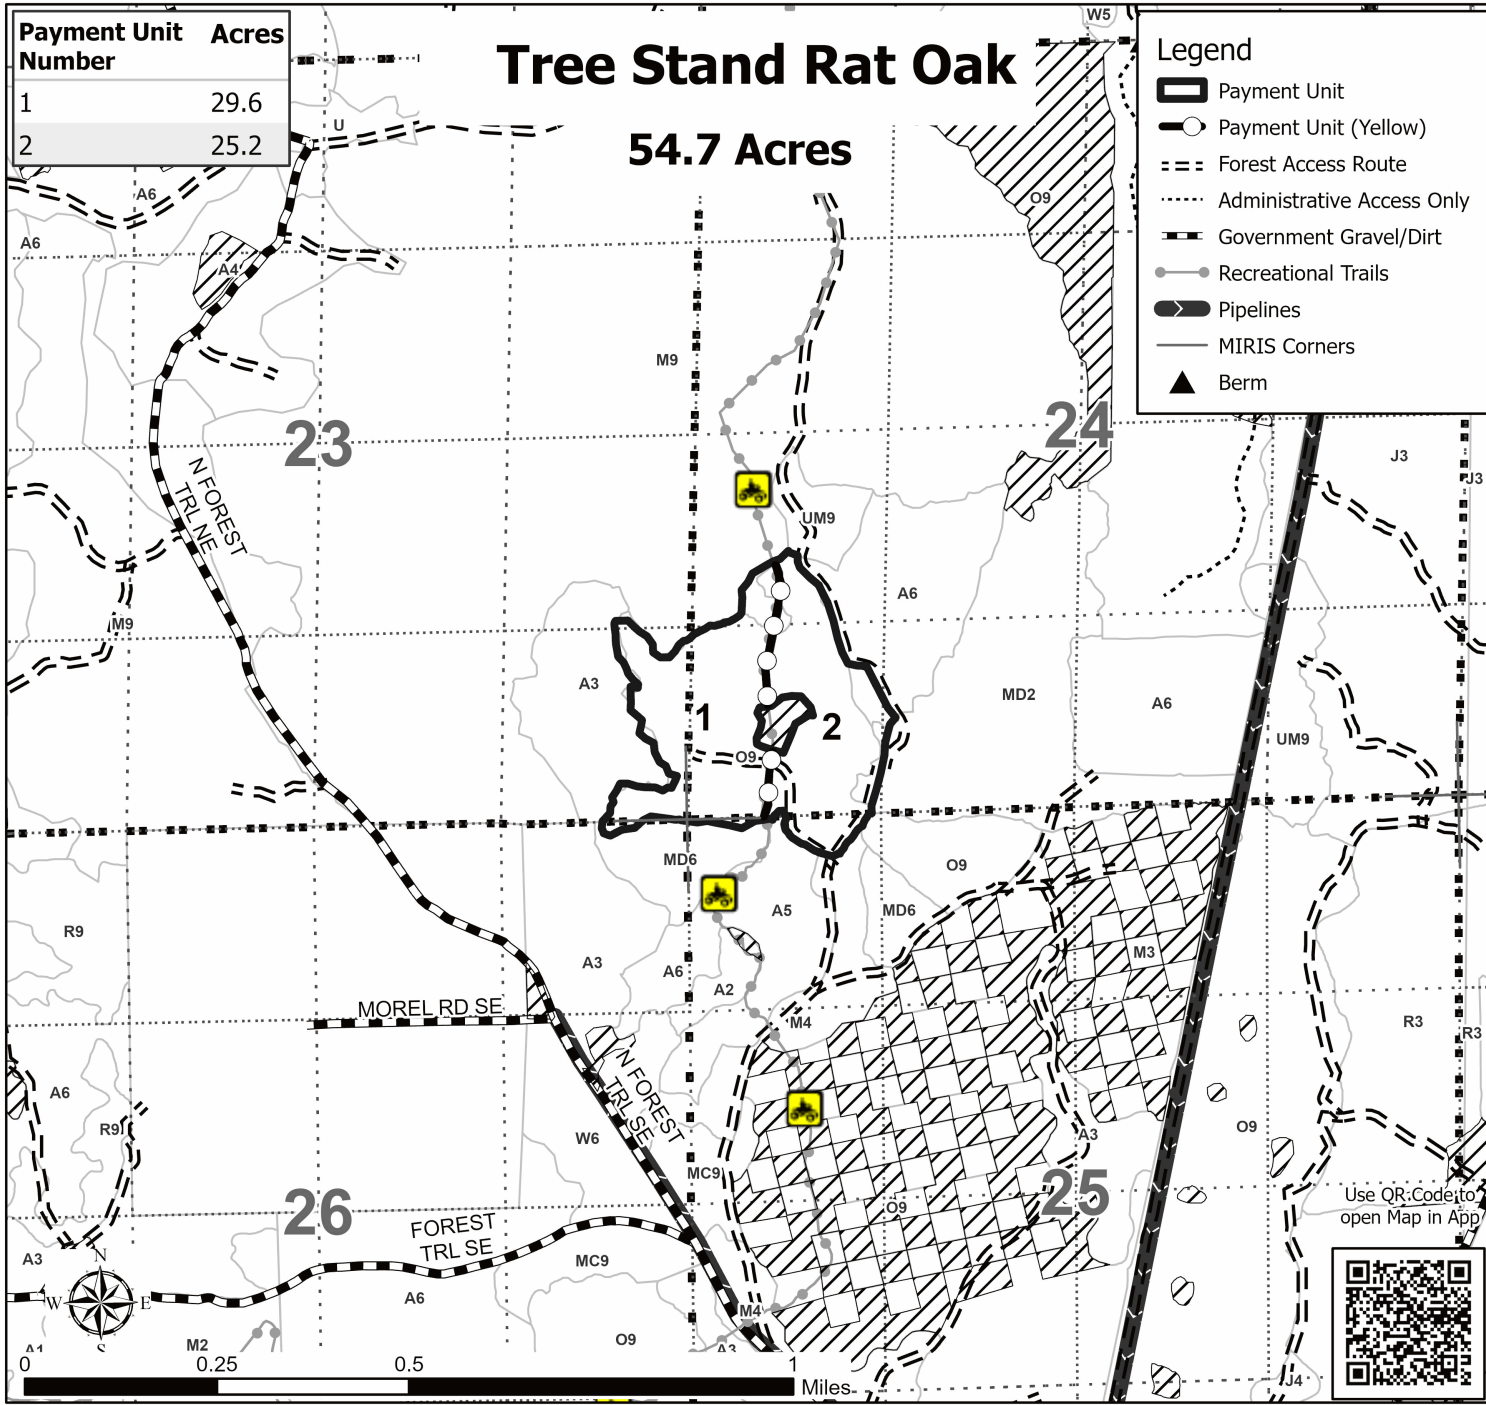 Payment Unit Acres
Number
1 29.6
2 25.2
Tree Stand Rat Oak
54.7 Acres
Legend
Payment Unit
Payment Unit (Yellow)
Forest Access Route
Administrative Access Only
Government Gravel/Dirt
Recreational Trails
Pipelines
MIRIS Corners
Berm
W5
U
A6
O9
A6
A4
M9
23
24
J3
J3
N FOREST
TRL NE
UM9
A6
M9
A3
MD2
A6
1
2
UM9
O9
MD6
O9
A5
MD6
R9
A3
A6
M3
A2
MOREL RD SE
M4
R3
R3
N FOREST
TRL SE
A6
R9
W6
A3
O9
MC9
25
26
O9
Use QR Code to
open Map in App
FOREST
TRL SE
A3
MC9
N
W E
S
A6
M4
M2
O9
A3
A1
J4
0 0.25 0.5 1
Miles